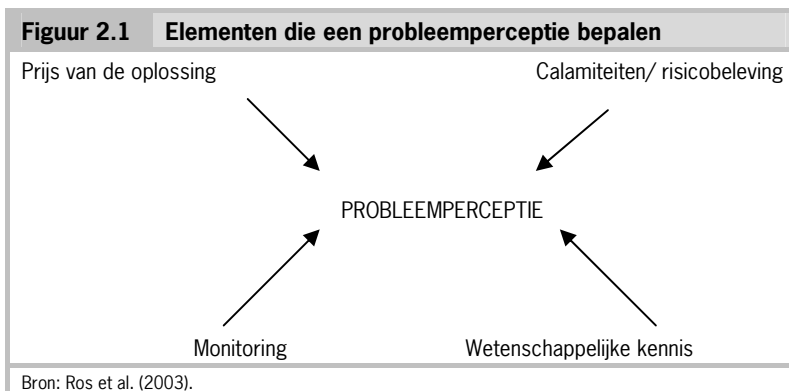 Figuur 2.1 Elementen die een probleemperceptie bepalen
Prijs van de oplossing Calamiteiten/ risicobeleving
PROBLEEMPERCEPTIE
Monitoring Wetenschappelijke kennis
Bron: Ros et al. (2003).